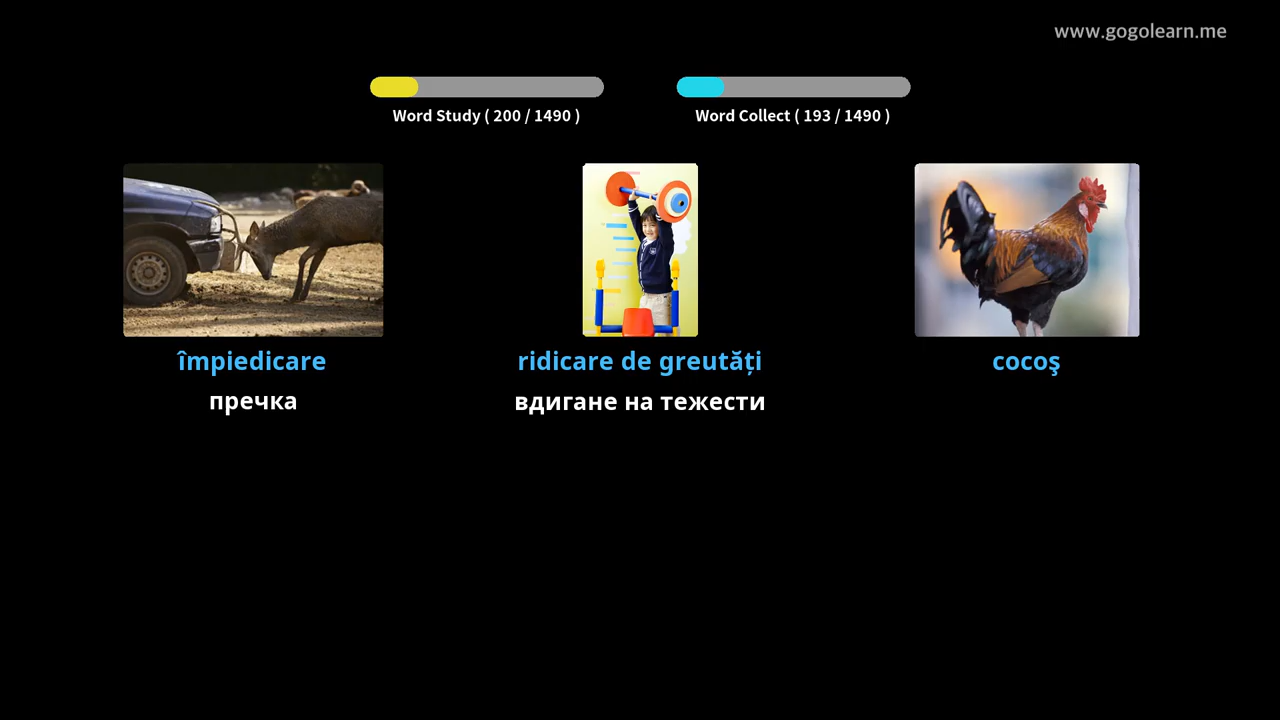 www.gogolearn.me
Word Study ( 200 / 1490 )
Word Collect ( 193 / 1490 )
împiedicare
ridicare de greutăți
cocoş
пречка
вдигане на тежести